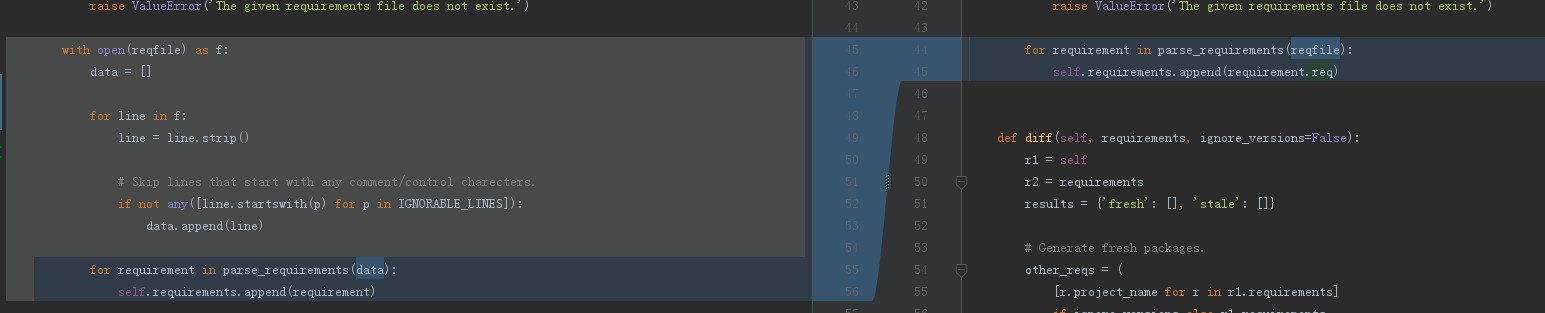 raise ValueError('The given requirements file does not exist.')
with open(reqfile) as f:
data = []
for line in f:
line = line.strip()
# Skip lines that start with any comment/control charecters.
if not any([line.startswith(p) for p in IGNORABLE_LINES]):
data.append(line)
for requirement in parse_requirements(data):
self.requirements.append(requirement)
43 42
44 43
45 44
46 45
47 46
48 47
49 48
50 49
51 50
52 51
53 52
54 53
55 54
56 55
57 56
raise ValueError('The given requirements file does not exist.')
for requirement in parse_requirements(reqfile):
self.requirements.append(requirement.req)
def diff(self, requirements, ignore_versions=False):
r1 = self
r2 = requirements
results = {'fresh': [], 'stale': []}
# Generate fresh packages.
other_reqs = (
[r.project_name for r in r1.requirements]
if ignore_versions else r1.requirements